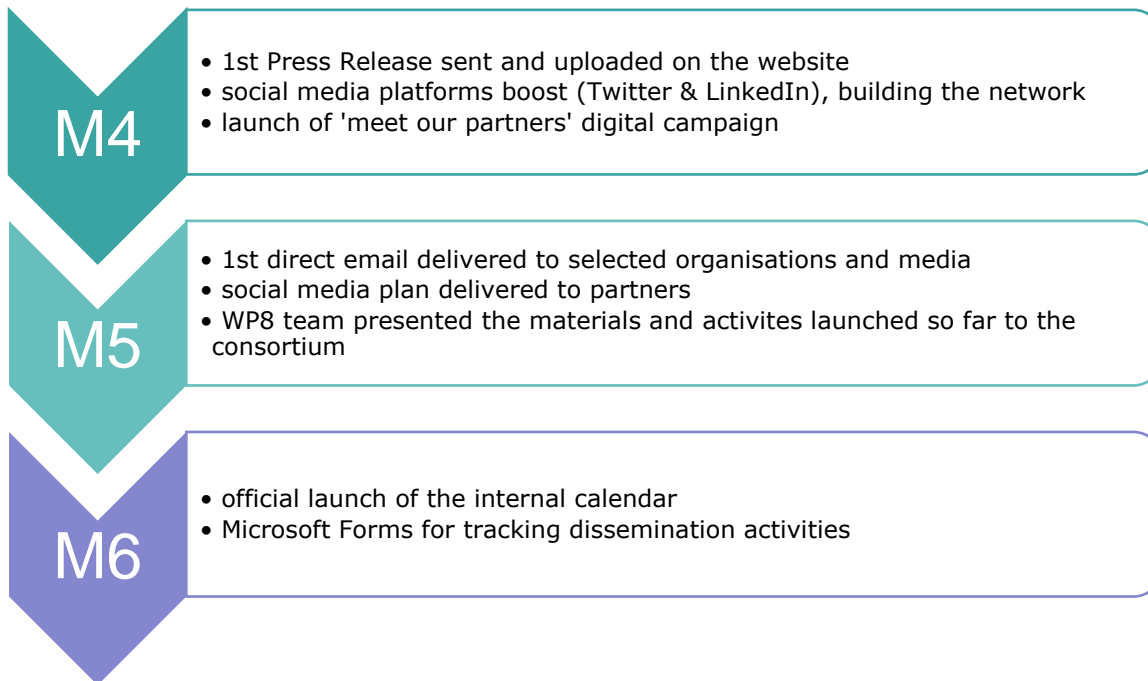 M4
• 1st Press Release sent and uploaded on the website
• social media platforms boost (Twitter & LinkedIn), building the network
• launch of 'meet our partners' digital campaign
M5
• 1st direct email delivered to selected organisations and media
• social media plan delivered to partners
• WP8 team presented the materials and activites launched so far to the
consortium
M6
• official launch of the internal calendar
• Microsoft Forms for tracking dissemination activities